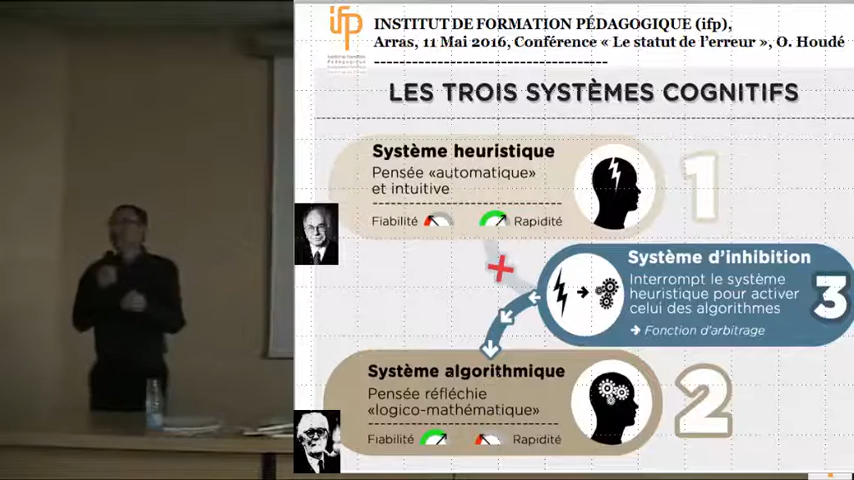 ifp
INSTITUT DE FORMATION PÉDAGOGIQUE (ifp),
Arras, 11 Mai 2016, Conférence « Le statut de l'erreur », O. Houdé
LES TROIS SYSTÈMES COGNITIFS
Système heuristique
Pensée «automatique»
et intuitive
Fiabilité Rapidité
1
Système d'inhibition
Interrompt le système
heuristique pour activer
celui des algorithmes
→ Fonction d'arbitrage
3
Système algorithmique
Pensée réfléchie
«logico-mathématique»
Fiabilité Rapidité
2